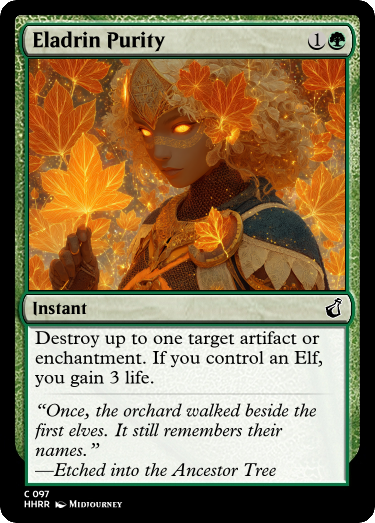 Eladrin Purity 1
Instant
Destroy up to one target artifact or
enchantment. If you control an Elf,
you gain 3 life.
“Once, the orchard walked beside the
first elves. It still remembers their
names.”
—Etched into the Ancestor Tree
C 097
HHRR Midjourney